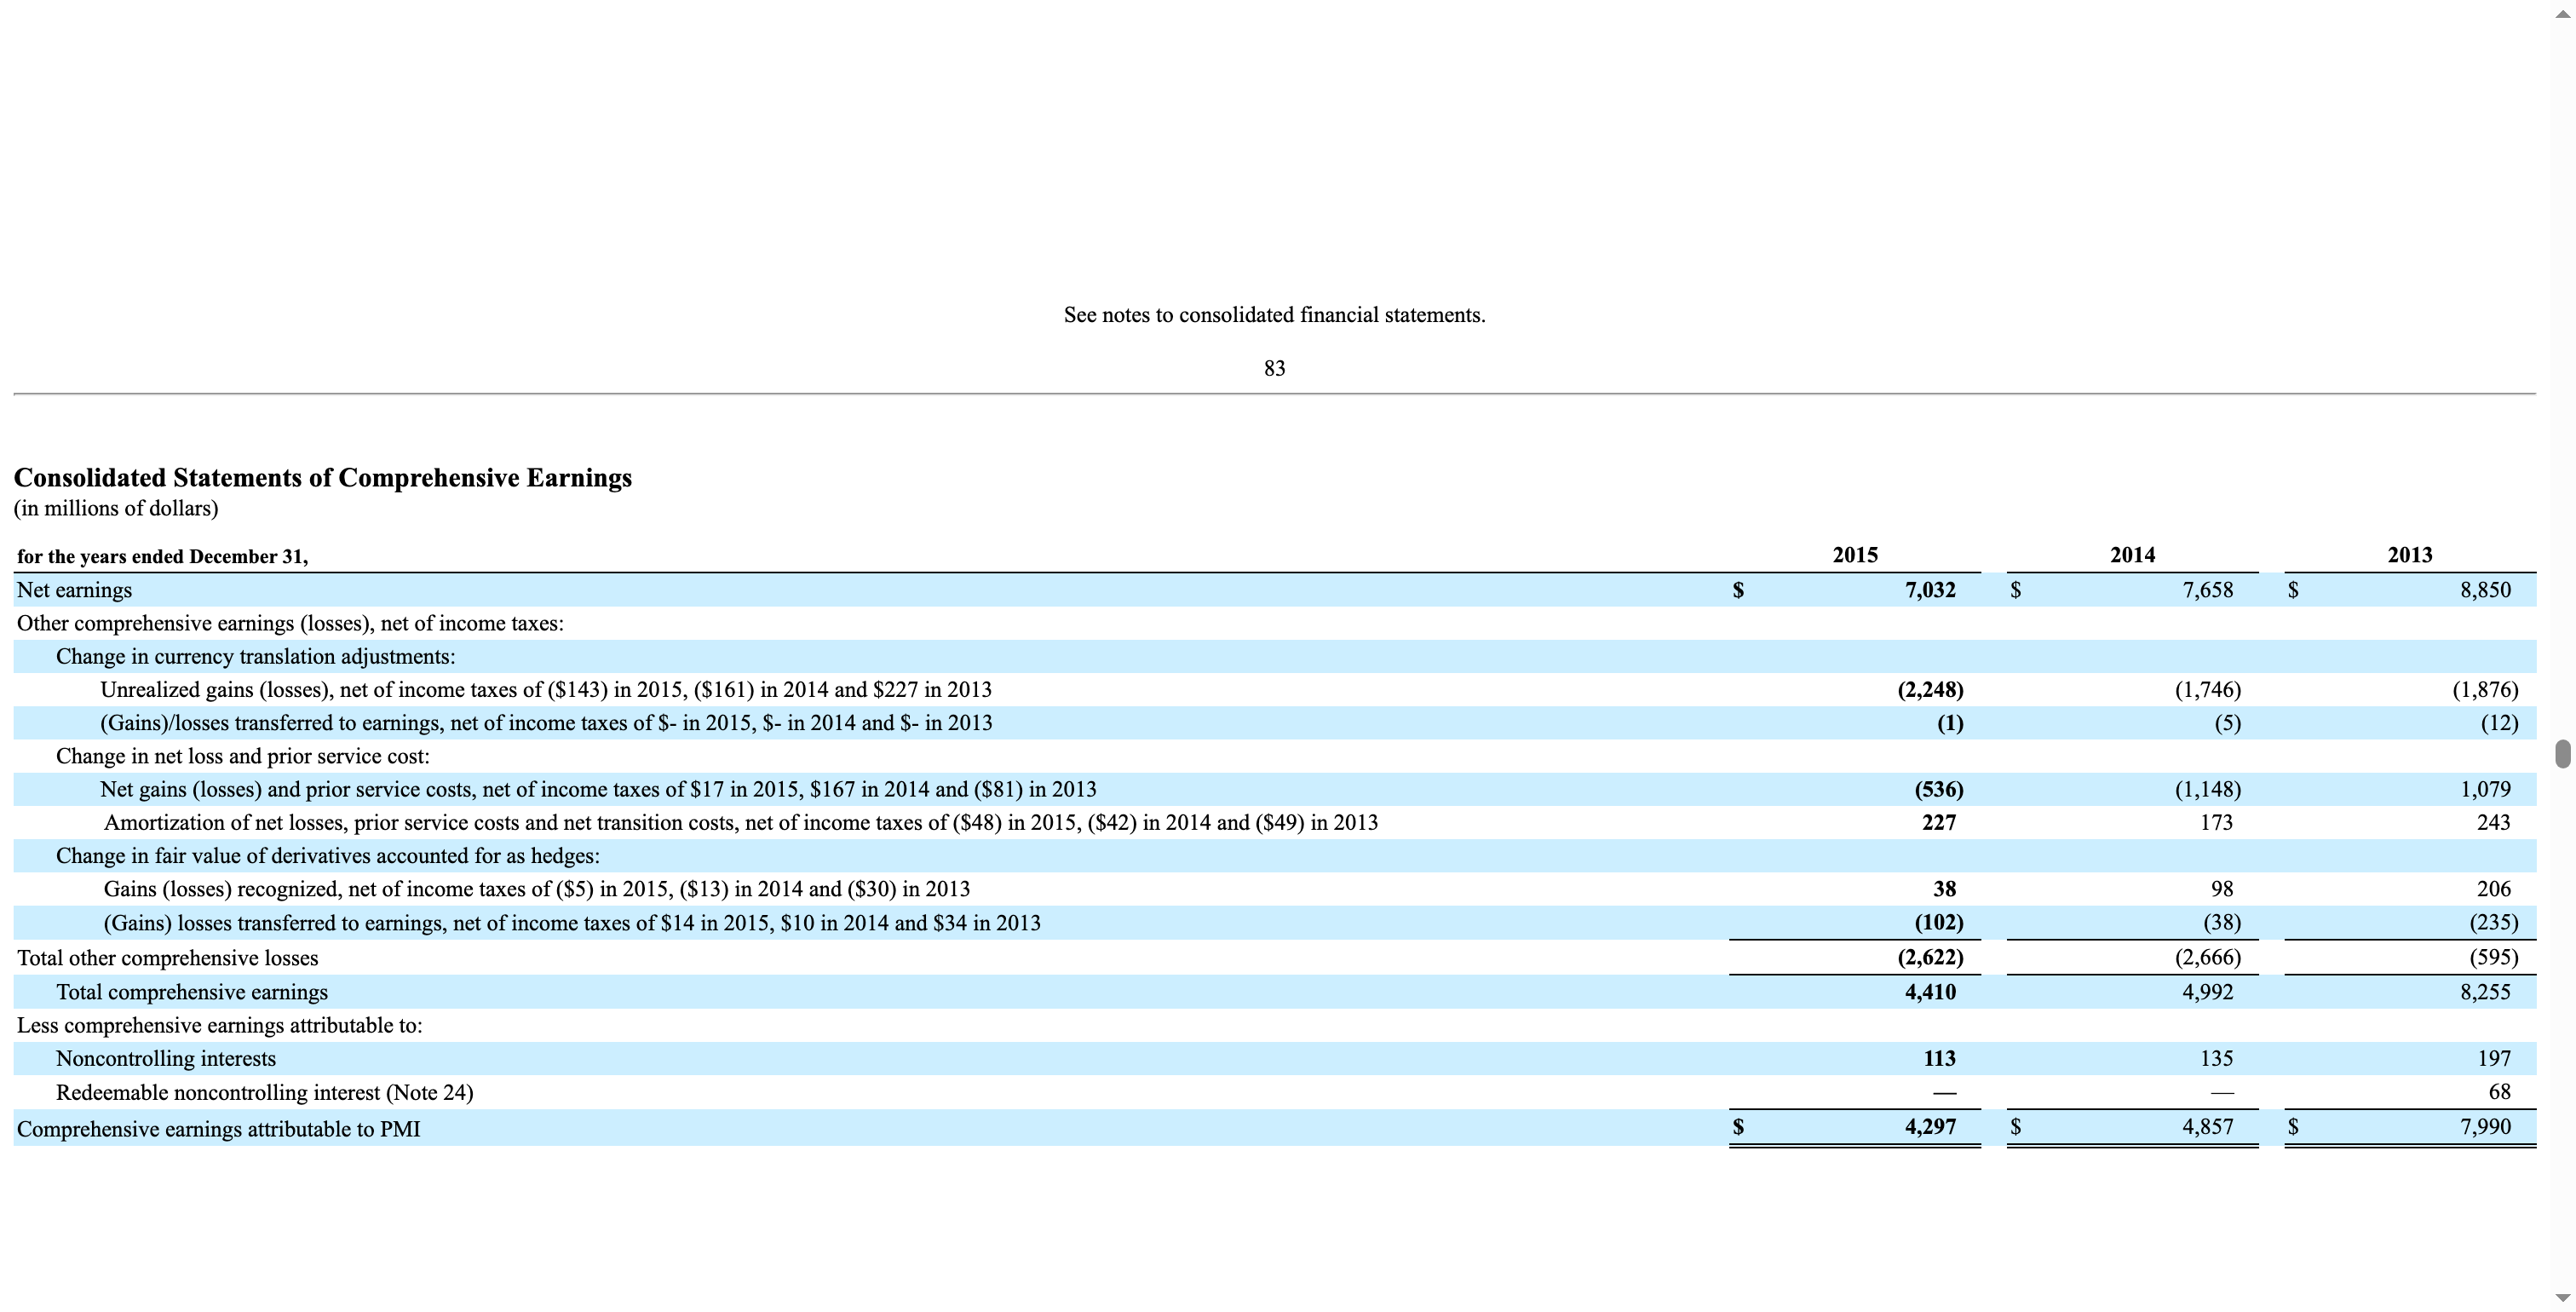 See notes to consolidated financial statements.
83
Consolidated Statements of Comprehensive Earnings
(in millions of dollars)
for the years ended December 31, 2015 2014 2013
Net earnings $ 7,032 $ 7,658 $ 8,850
Other comprehensive earnings (losses), net of income taxes:
Change in currency translation adjustments:
Unrealized gains (losses), net of income taxes of ($143) in 2015, ($161) in 2014 and $227 in 2013 (2,248) (1,746) (1,876)
(Gains)/losses transferred to earnings, net of income taxes of $- in 2015, $- in 2014 and $- in 2013 (1) (5) (12)
Change in net loss and prior service cost:
Net gains (losses) and prior service costs, net of income taxes of $17 in 2015, $167 in 2014 and ($81) in 2013 (536) (1,148) 1,079
Amortization of net losses, prior service costs and net transition costs, net of income taxes of ($48) in 2015, ($42) in 2014 and ($49) in 2013 227 173 243
Change in fair value of derivatives accounted for as hedges:
Gains (losses) recognized, net of income taxes of ($5) in 2015, ($13) in 2014 and ($30) in 2013 38 98 206
(Gains) losses transferred to earnings, net of income taxes of $14 in 2015, $10 in 2014 and $34 in 2013 (102) (38) (235)
Total other comprehensive losses (2,622) (2,666) (595)
Total comprehensive earnings 4,410 4,992 8,255
Less comprehensive earnings attributable to:
Noncontrolling interests 113 135 197
Redeemable noncontrolling interest (Note 24) — — 68
Comprehensive earnings attributable to PMI $ 4,297 $ 4,857 $ 7,990